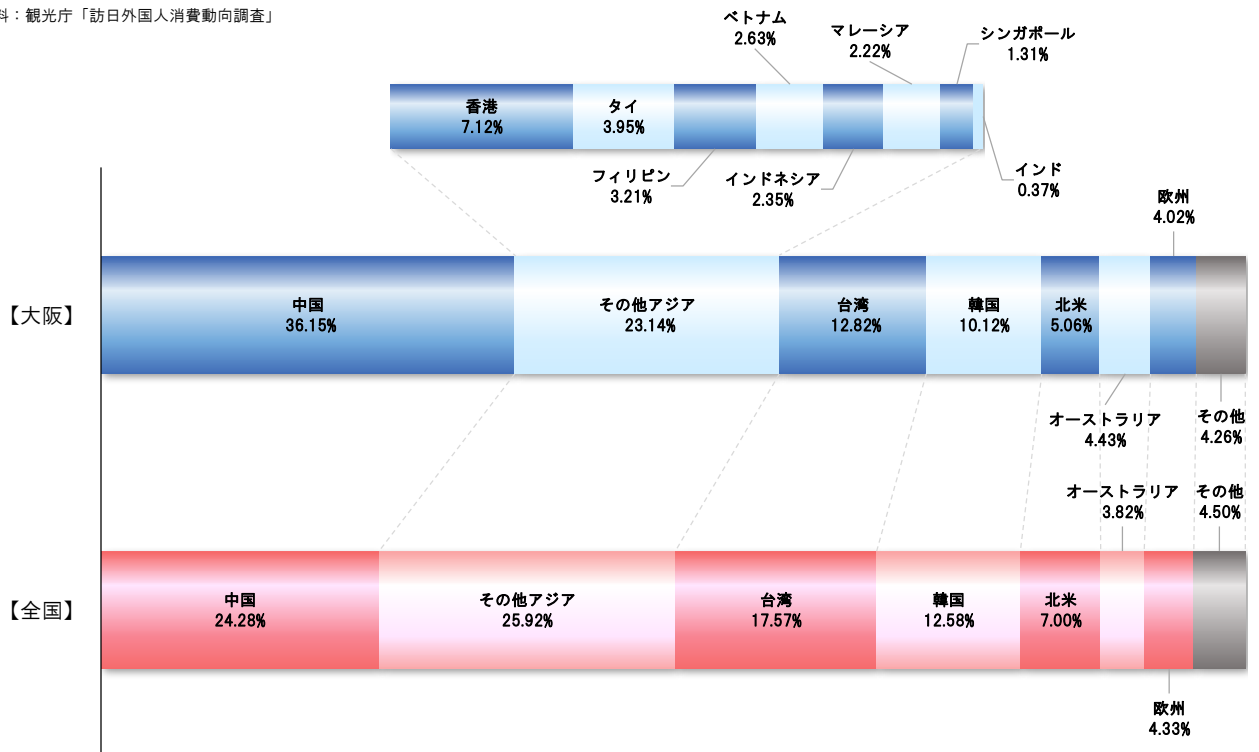 料：観光庁「訪日外国人消費動向調査」
ベトナム
2.63%
マレーシア
2.22%
シンガポール
1.31%
香港
7.12%
タイ
3.95%
フィリピン
3.21%
インドネシア
2.35%
インド
0.37%
欧州
4.02%
【大阪】
中国
36.15%
その他アジア
23.14%
台湾
12.82%
韓国
10.12%
北米
5.06%
オーストラリア
4.43%
その他
4.26%
オーストラリア
3.82%
その他
4.50%
【全国】
中国
24.28%
その他アジア
25.92%
台湾
17.57%
韓国
12.58%
北米
7.00%
欧州
4.33%